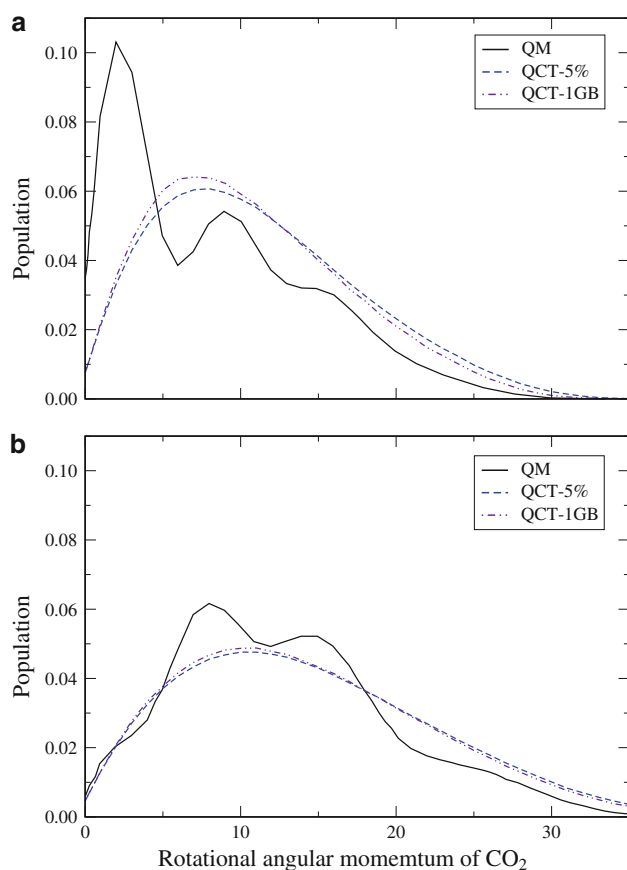 a
0.10
0.08
0.06
0.04
0.02
0.00
Population
QM
QCT-5%
QCT-1GB
b
0.10
0.08
0.06
0.04
0.02
0.00
Population
QM
QCT-5%
QCT-1GB
0 10 20 30
Rotational angular momemtum of CO₂